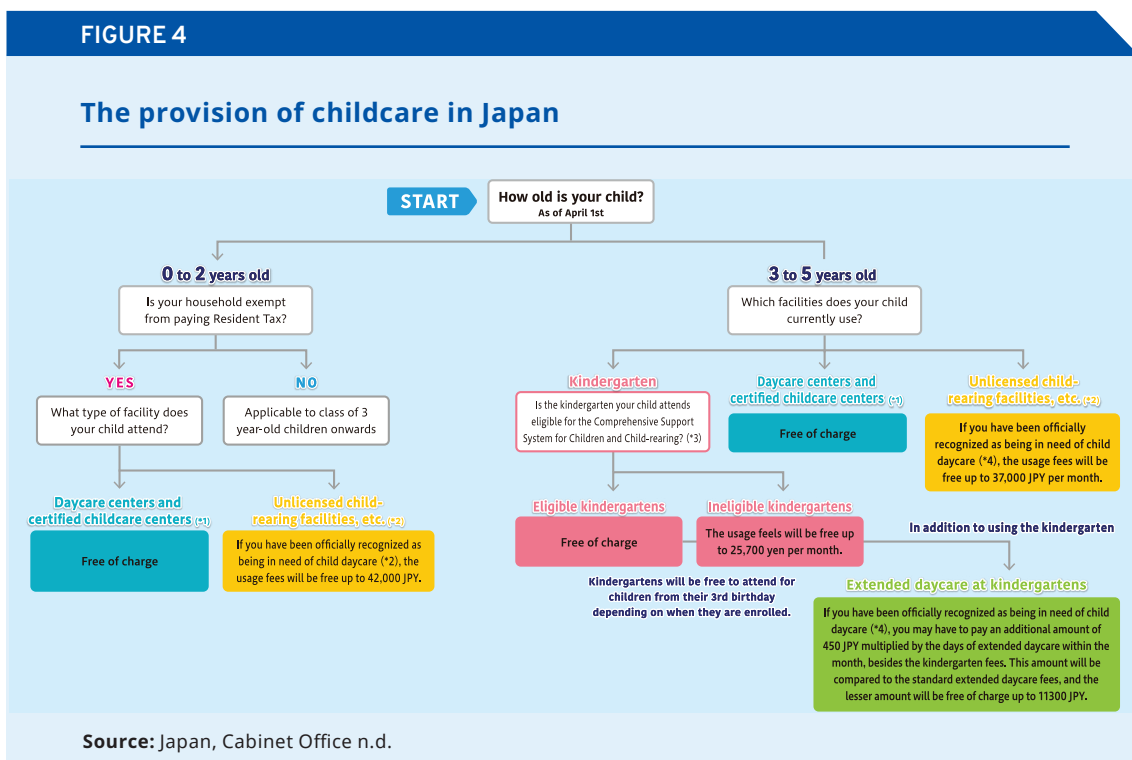 FIGURE 4
The provision of childcare in Japan
START
How old is your child?
As of April 1st
0 to 2 years old
Is your household exempt
from paying Resident Tax?
YES
What type of facility does
your child attend?
NO
Applicable to class of 3
year-old children onwards
Daycare centers and
certified childcare centers (*1)
Free of charge
Unlicensed child-
rearing facilities, etc. (*2)
If you have been officially recognized as
being in need of child daycare (*2), the
usage fees will be free up to 42,000 JPY.
3 to 5 years old
Which facilities does your child
currently use?
Kindergarten
Is the kindergarten your child attends
eligible for the Comprehensive Support
System for Children and Child-rearing? (*3)
Daycare centers and
certified childcare centers (*1)
Free of charge
Unlicensed child-
rearing facilities, etc. (*2)
If you have been officially
recognized as being in need of child
daycare (*4), the usage fees will be
free up to 37,000 JPY per month.
Eligible kindergartens
Free of charge
Ineligible kindergartens
The usage feels will be free up
to 25,700 yen per month.
Kindergartens will be free to attend for
children from their 3rd birthday
depending on when they are enrolled.
In addition to using the kindergarten
Extended daycare at kindergartens
If you have been officially recognized as being in need of child
daycare (*4), you may have to pay an additional amount of
450 JPY multiplied by the days of extended daycare within the
month, besides the kindergarten fees. This amount will be
compared to the standard extended daycare fees, and the
lesser amount will be free of charge up to 11300 JPY.
Source: Japan, Cabinet Office n.d.